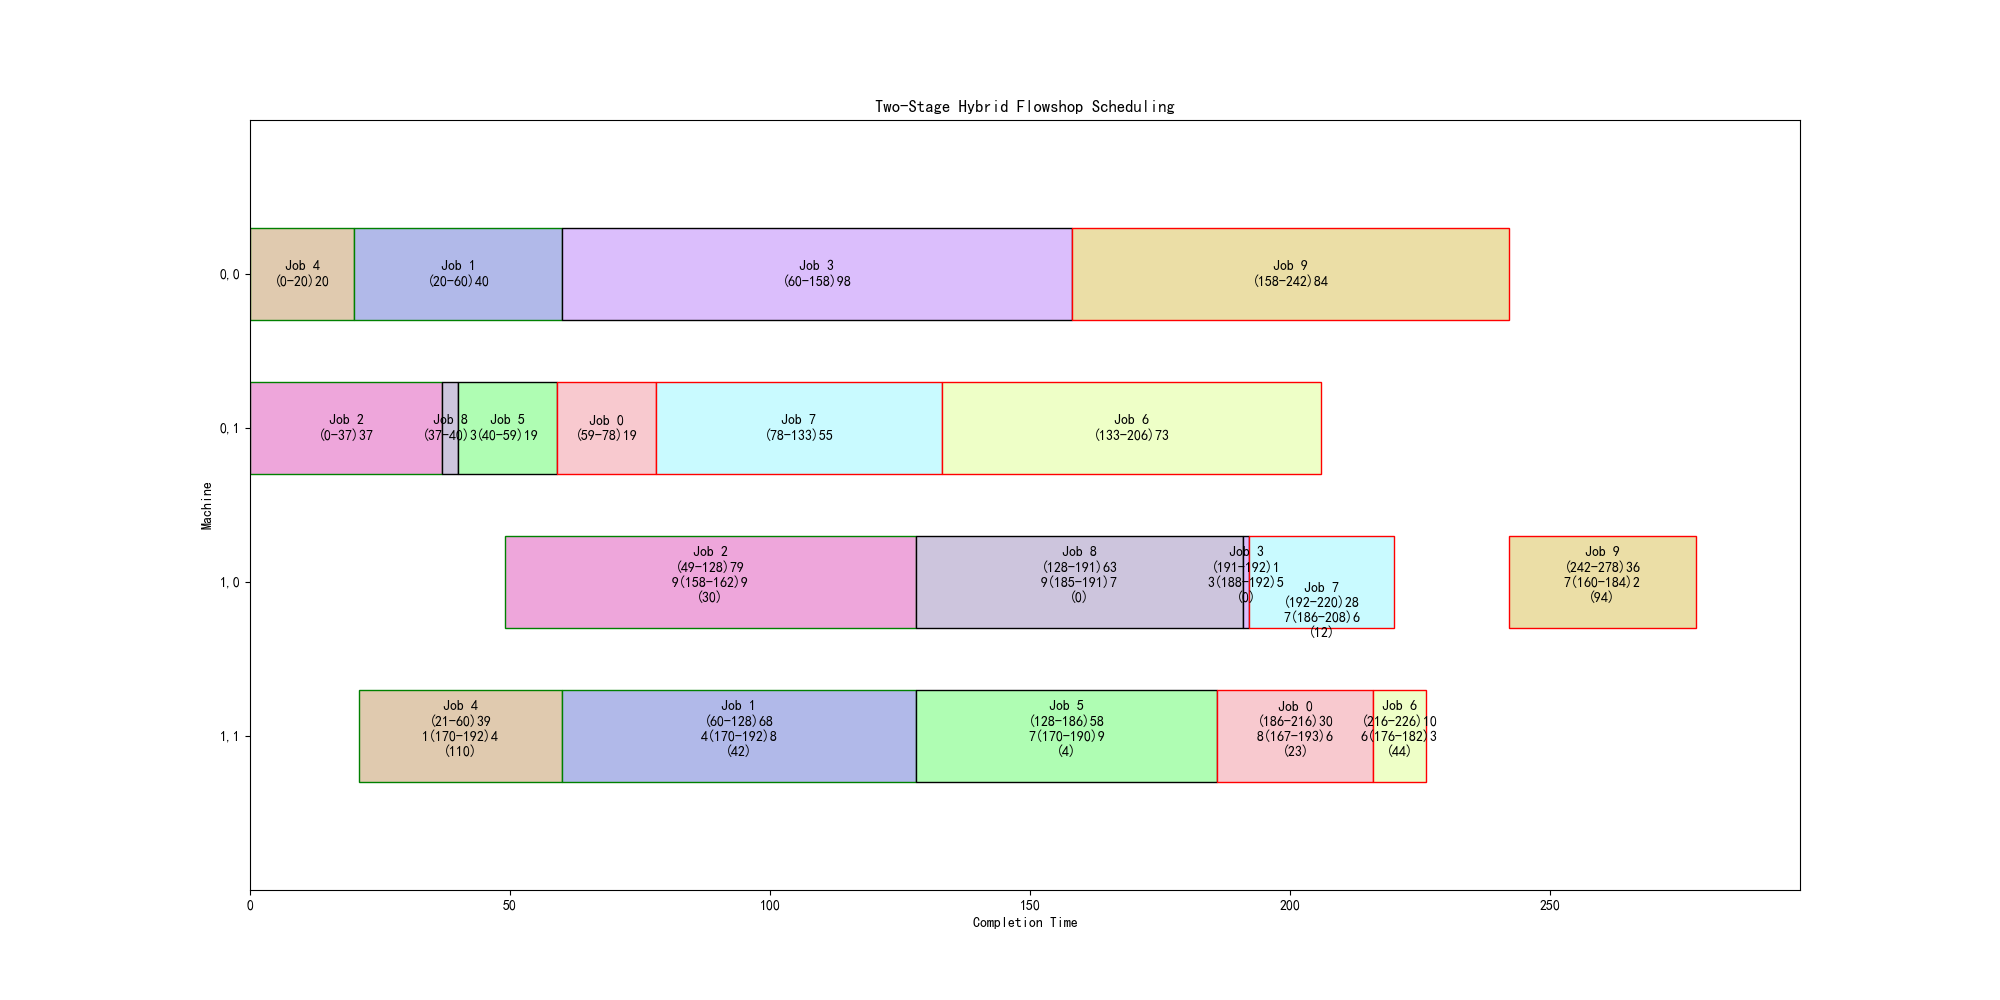 Two-Stage Hybrid Flowshop Scheduling
0,0
Job 4
(0-20)20
Job 1
(20-60)40
Job 3
(60-158)98
Job 9
(158-242)84
0,1
Job 2
(0-37)37
Job 8
(37-40)3
Job 5
(40-59)19
Job 0
(59-78)19
Job 7
(78-133)55
Job 6
(133-206)73
Machine
1,0
Job 2
(49-128)79
9(158-162)9
(30)
Job 8
(128-191)63
9(185-191)7
(0)
Job 3
(191-192)1
3(188-192)5
(0)
Job 7
(192-220)28
7(186-208)6
(12)
Job 9
(242-278)36
7(160-184)2
(94)
1,1
Job 4
(21-60)39
1(170-192)4
(110)
Job 1
(60-128)68
4(170-192)8
(42)
Job 5
(128-186)58
7(170-190)9
(4)
Job 0
(186-216)30
8(167-193)6
(23)
Job 6
(216-226)10
6(176-182)3
(44)
0
50
100
150
200
250
Completion Time